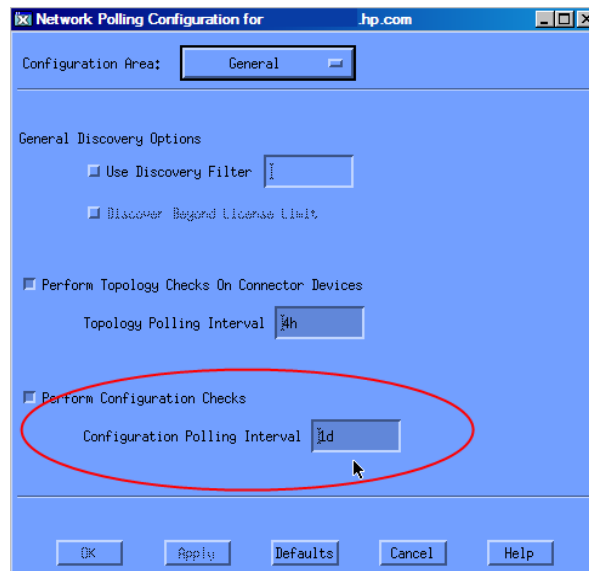 Network Polling Configuration for .hp.com
Configuration Area: General
General Discovery Options
Use Discovery Filter
Discover Beyond License Limit
Perform Topology Checks On Connector Devices
Topology Polling Interval 4h
Perform Configuration Checks
Configuration Polling Interval 1d
OK Apply Defaults Cancel Help